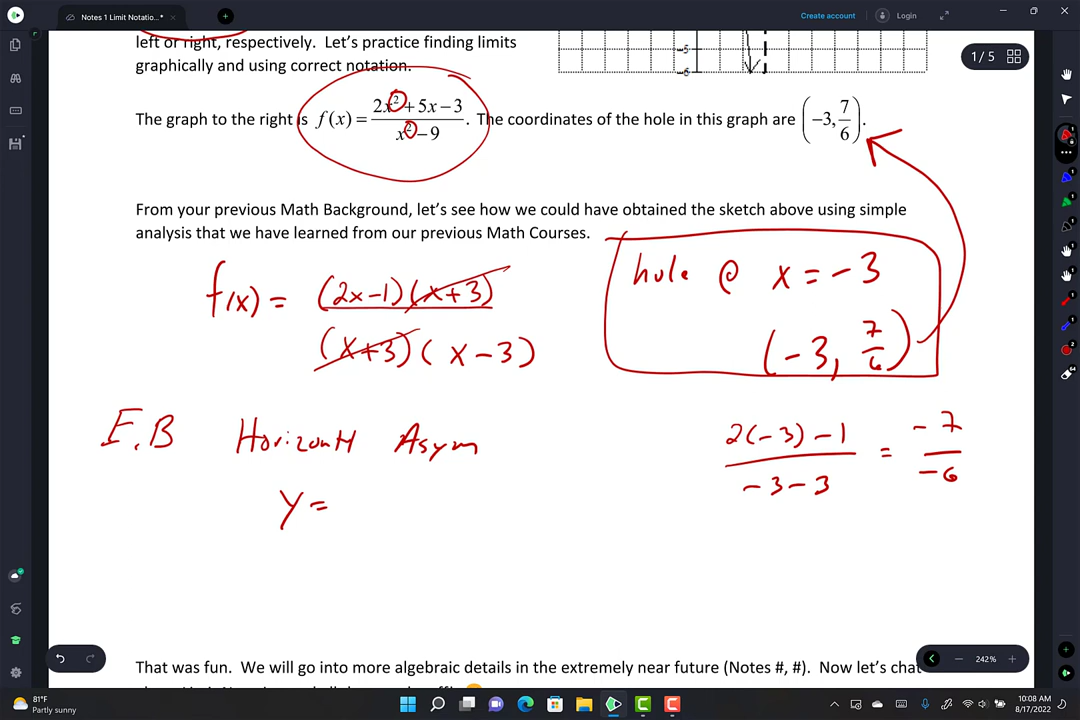 Notes 1 Limit Notatio...*
Create account
Login
left or right, respectively. Let's practice finding limits
graphically and using correct notation.
-5
-6
1 / 5
The graph to the right is f(x) = (2x²+5x−3)/(x²−9). The coordinates of the hole in this graph are (−3, 7/6).
From your previous Math Background, let's see how we could have obtained the sketch above using simple
analysis that we have learned from our previous Math Courses.
f(x) = (2x-1)(x+3)
(x+3)(x-3)
hole @ x = -3
(-3, 7/6)
E.B Horizontl Asym
y =
2(-3)-1 = -7
-3-3 -6
That was fun. We will go into more algebraic details in the extremely near future (Notes #, #). Now let's chat
242%
81°F
Partly sunny
10:08 AM
8/17/2022